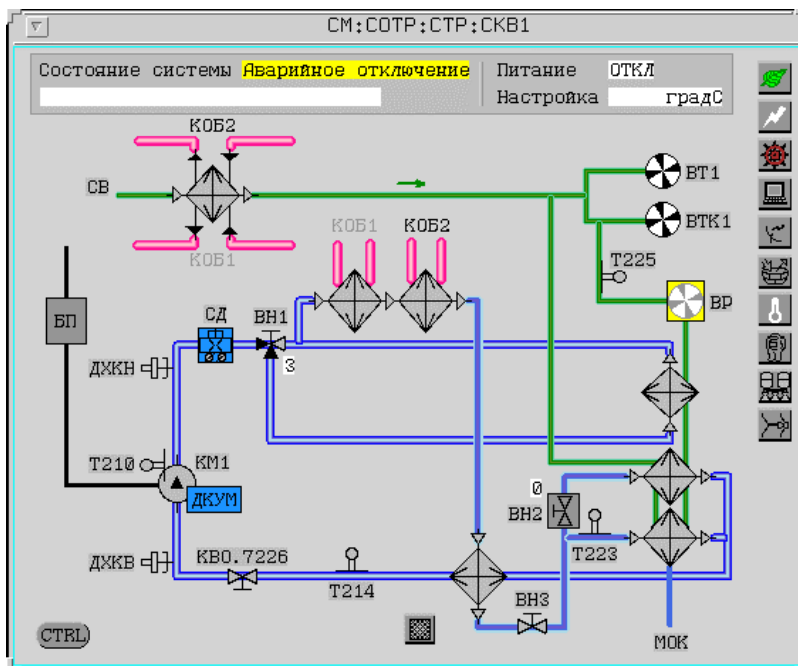 СМ:СОТР:СТР:СКВ1
Состояние системы Аварийное отключение
Питание ОТКЛ
Настройка градС
КОБ2
СВ
КОБ1
ВТ1
ВТК1
Т225
ВР
КОБ1 КОБ2
БП
СД ВН1
3
ДХКН
Т210
КМ1
ДКУМ
0
ВН2
Т223
ДХКВ
КВО.7226
Т214
ВН3
МОК
CTRL